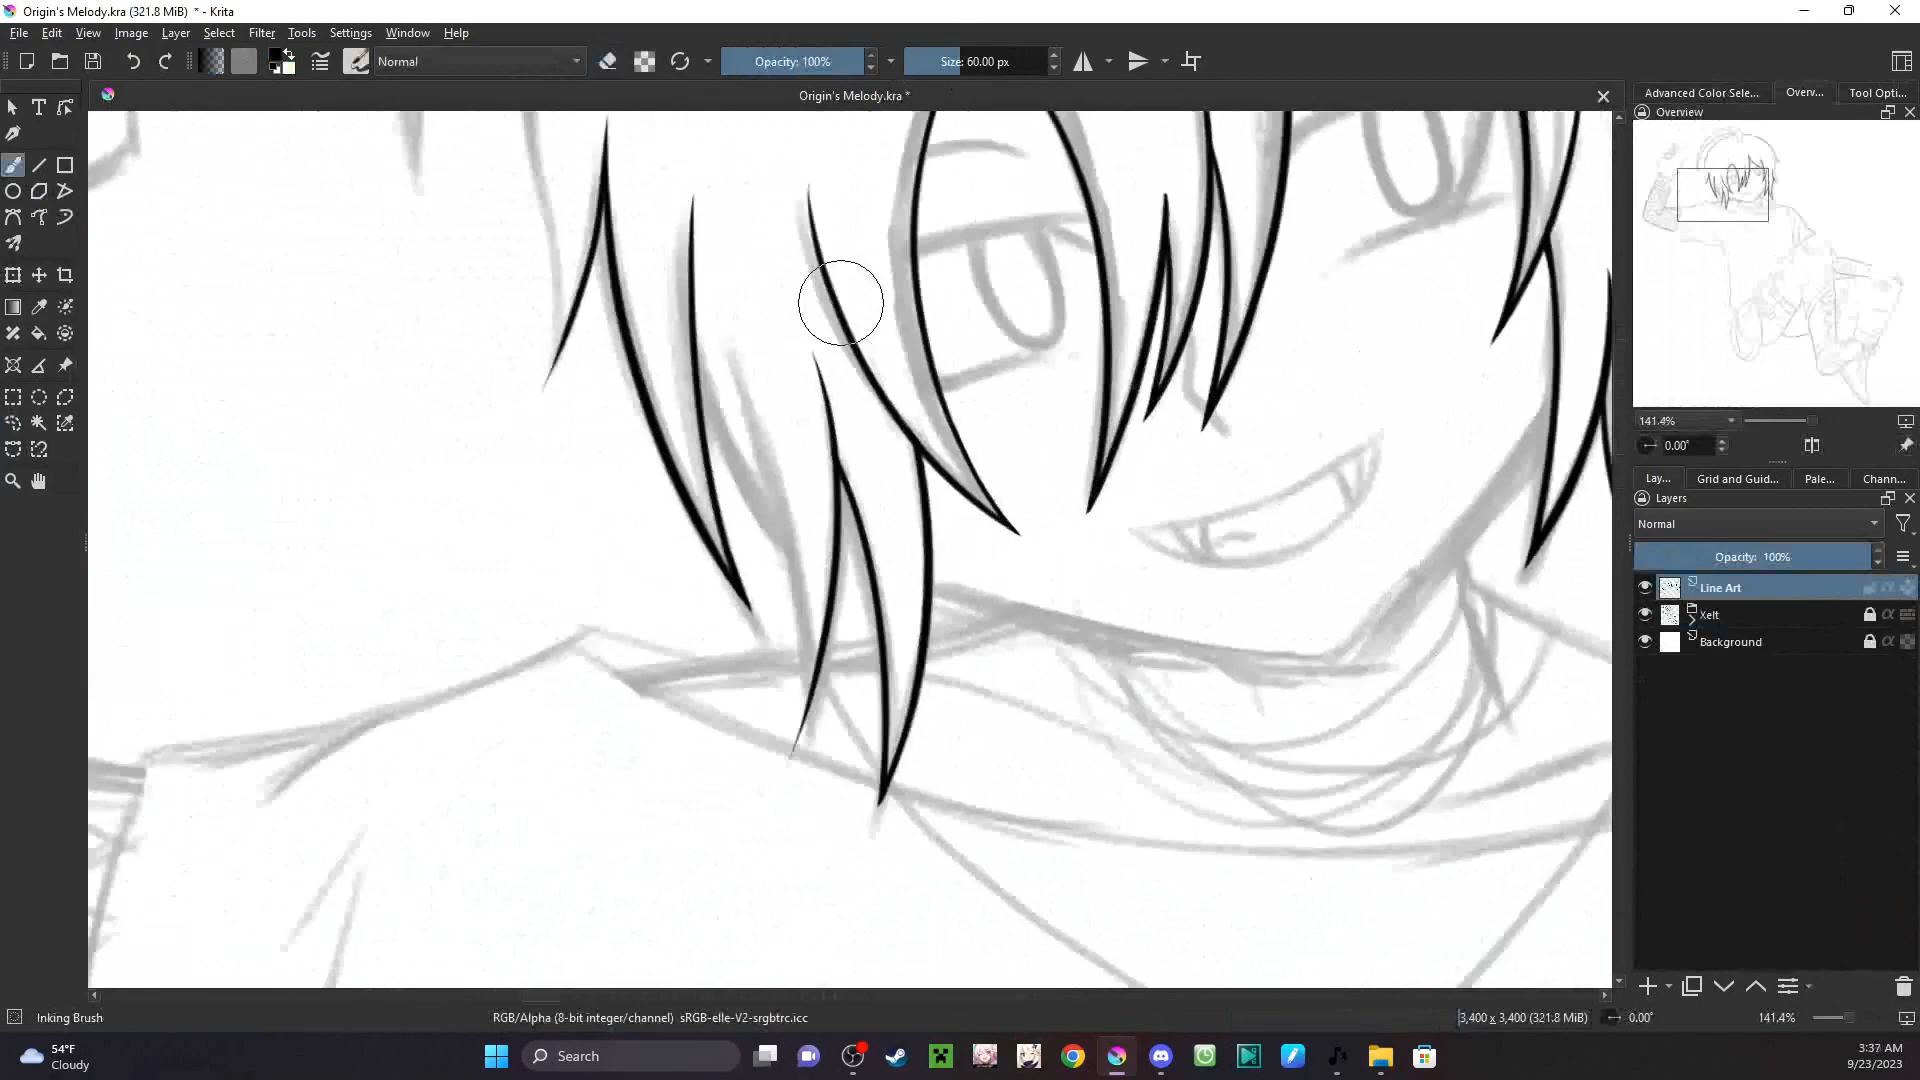 Origin's Melody.kra (321.8 MiB)  * - Krita
File Edit View Image Layer Select Filter Tools Settings Window Help
Normal
Opacity: 100%
Size: 60.00 px
Origin's Melody.kra *
Advanced Color Sele...
Overv...
Tool Opti...
Overview
141.4%
0.00°
Lay...
Grid and Guid...
Pale...
Chann...
Layers
Normal
Opacity:  100%
Line Art
Xelt
Background
Inking Brush
RGB/Alpha (8-bit integer/channel)  sRGB-elle-V2-srgbtrc.icc
3,400 x 3,400 (321.8 MiB)
0.00°
141.4%
54°F
Cloudy
Search
3:37 AM
9/23/2023